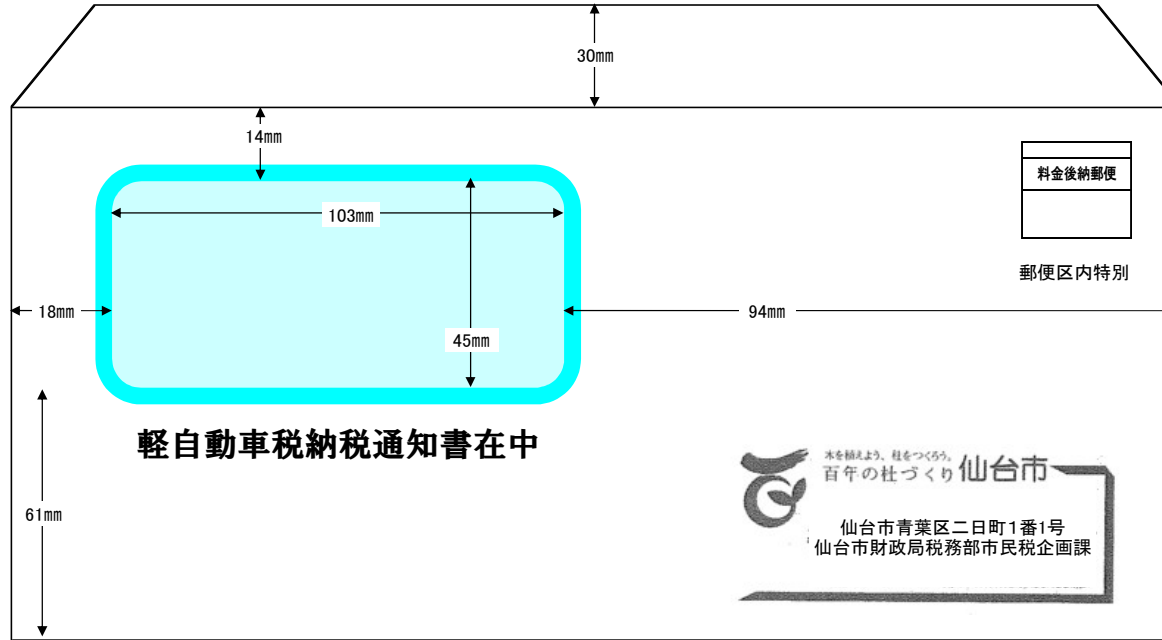 30mm
14mm
料金後納郵便
103mm
郵便区内特別
18mm
94mm
45mm
軽自動車税納税通知書在中
木を植えよう、杜をつくろう。
百年の杜づくり 仙台市
61mm
仙台市青葉区二日町1番1号
仙台市財政局税務部市民税企画課